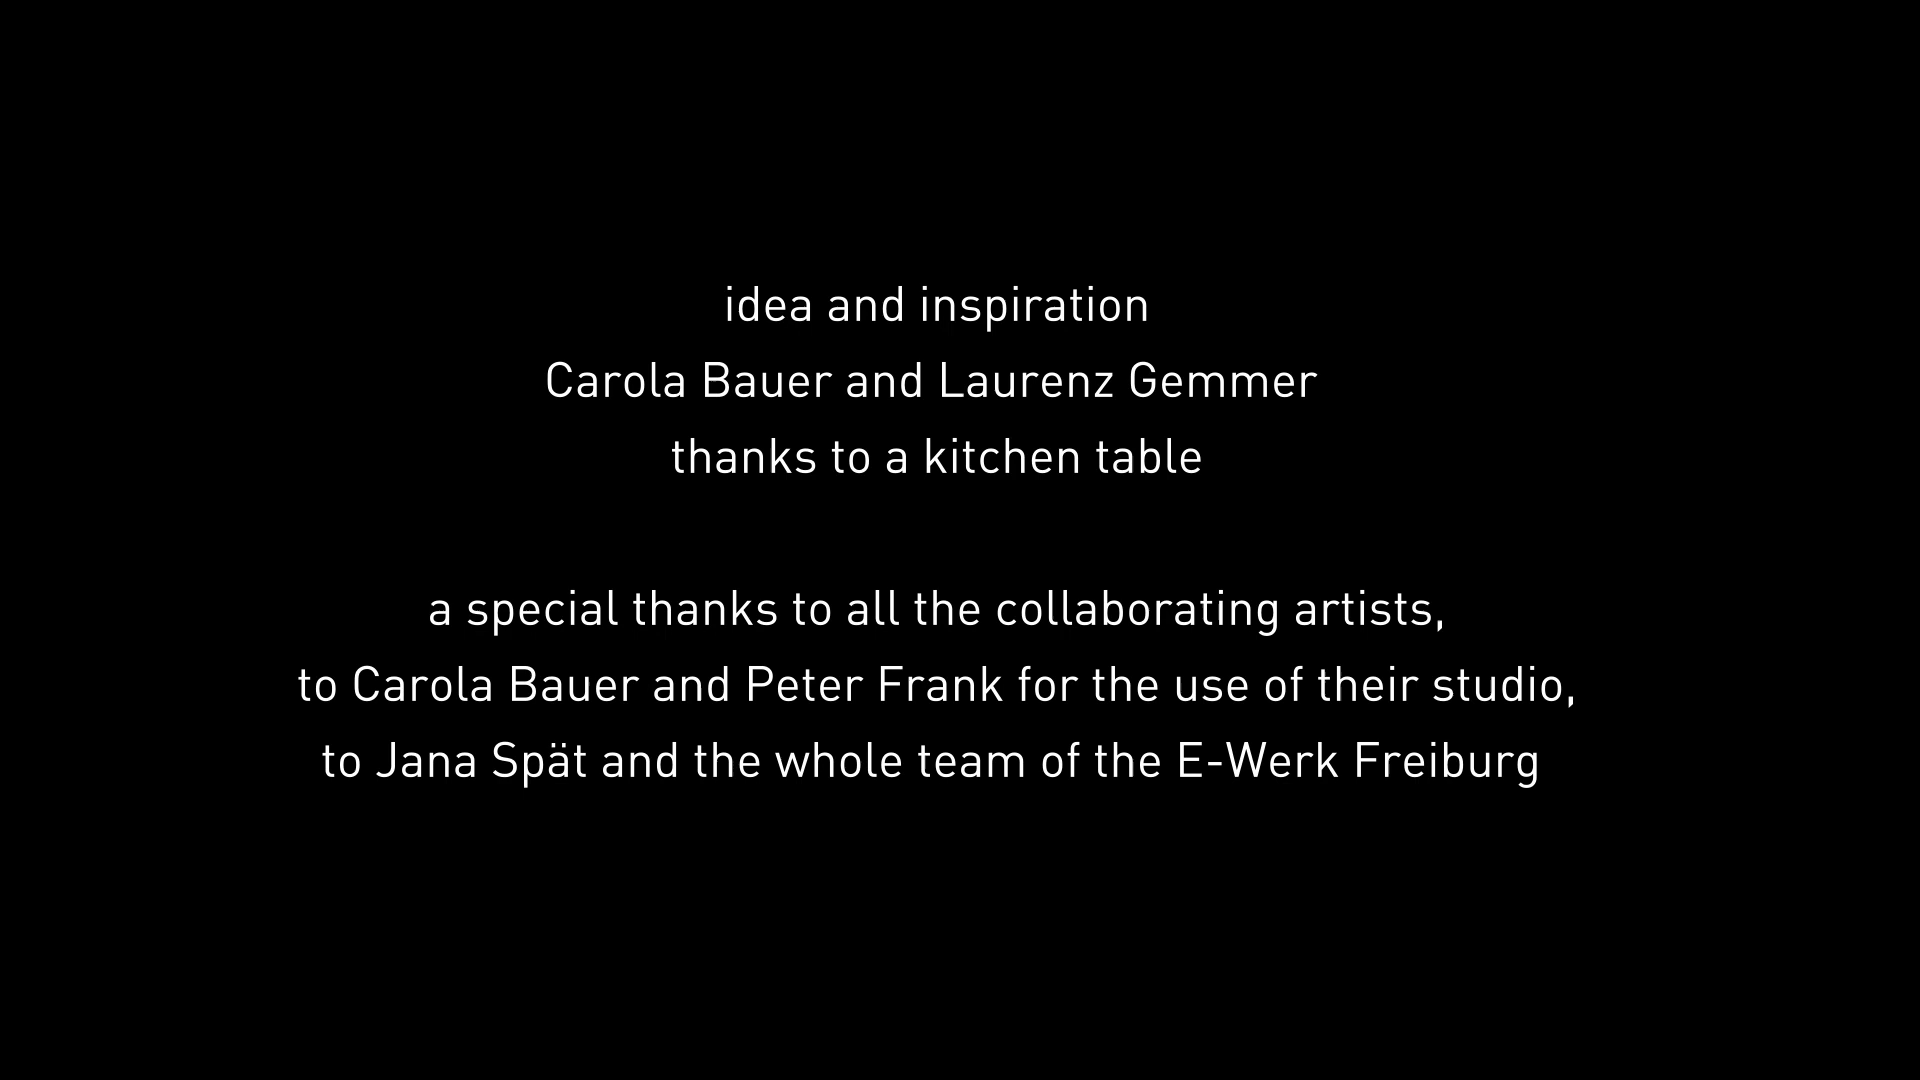 idea and inspiration
Carola Bauer and Laurenz Gemmer
thanks to a kitchen table
a special thanks to all the collaborating artists,
to Carola Bauer and Peter Frank for the use of their studio,
to Jana Spät and the whole team of the E-Werk Freiburg